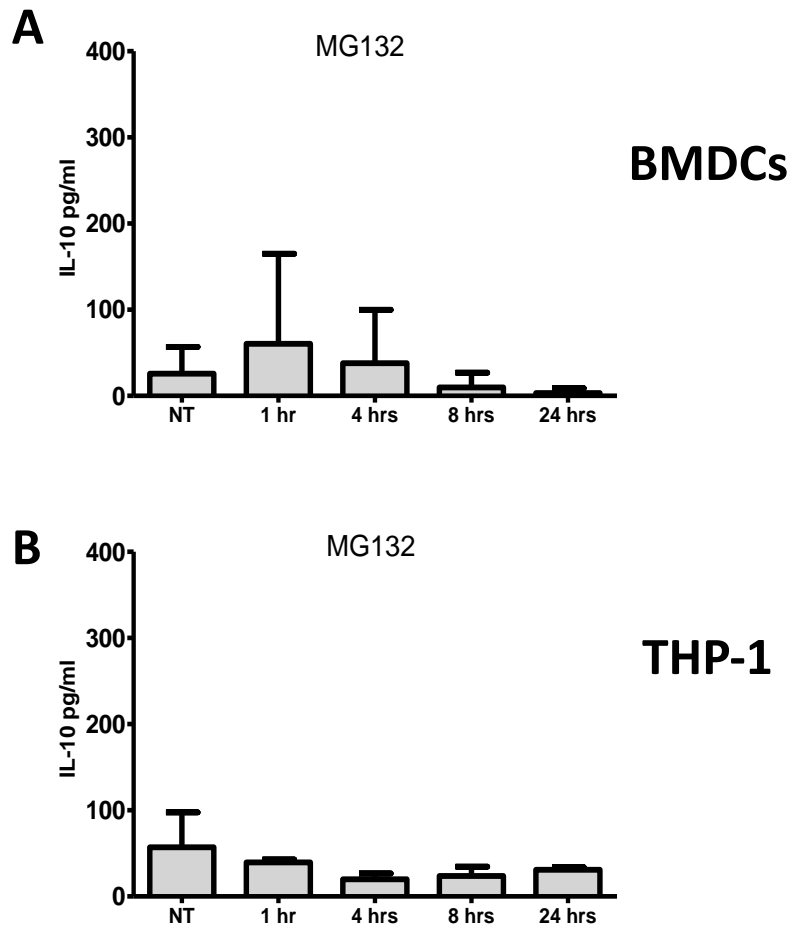 A
MG132
400
300
200
100
0
IL-10 pg/ml
NT 1 hr 4 hrs 8 hrs 24 hrs
BMDCs
B
MG132
400
300
200
100
0
IL-10 pg/ml
NT 1 hr 4 hrs 8 hrs 24 hrs
THP-1